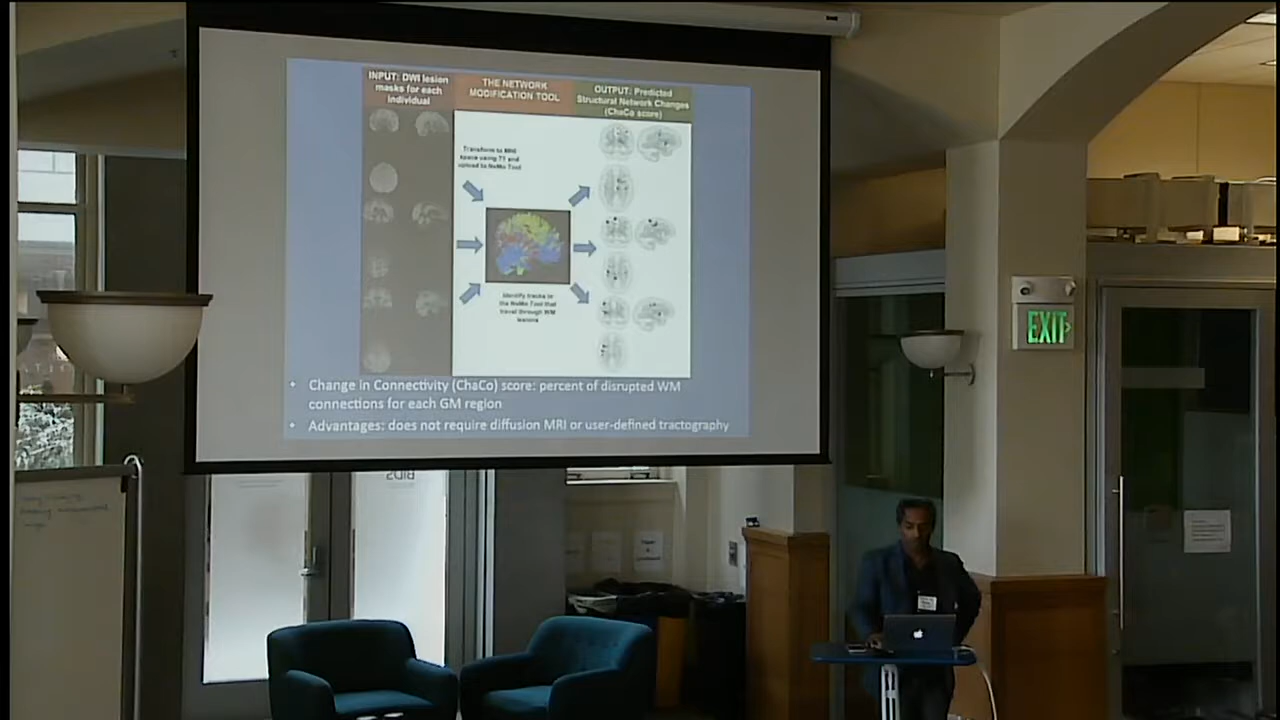 INPUT: DWI lesion
masks for each
individual
THE NETWORK
MODIFICATION TOOL
OUTPUT: Predicted
Structural Network Changes
(ChaCo score)
Transform to MNI
space using T1 and
upload to NeMo Tool
Identify tracks in
the NeMo Tool that
travel through WM
lesions
• Change in Connectivity (ChaCo) score: percent of disrupted WM
connections for each GM region
• Advantages: does not require diffusion MRI or user-defined tractography
EXIT
BIDS